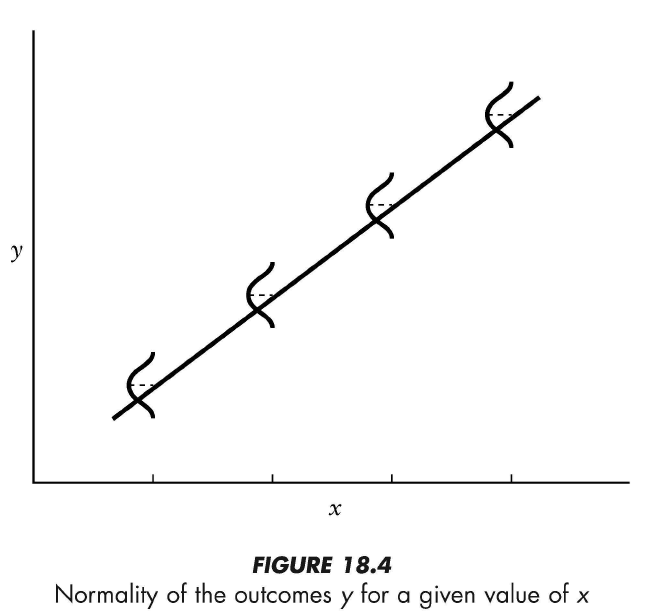 y
x
FIGURE 18.4
Normality of the outcomes y for a given value of x